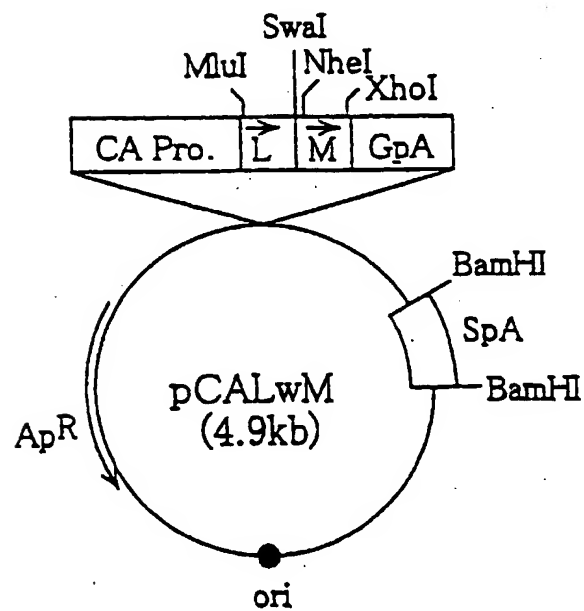 SwaI
MluI
NheI
XhoI
CA Pro.
L
M
GpA
BamHI
SpA
BamHI
pCALwM
(4.9kb)
ApR
ori